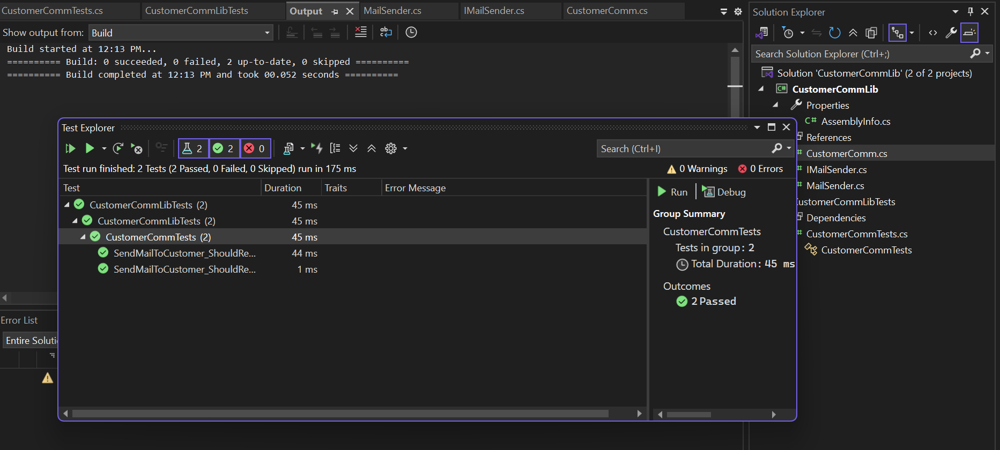 CustomerCommTests.cs
CustomerCommLibTests
Output
MailSender.cs
IMailSender.cs
CustomerComm.cs
Show output from:
Build
Build started at 12:13 PM...
========== Build: 0 succeeded, 0 failed, 2 up-to-date, 0 skipped ==========
========== Build completed at 12:13 PM and took 00.052 seconds ==========
Test Explorer
2
2
0
Search (Ctrl+I)
Test run finished: 2 Tests (2 Passed, 0 Failed, 0 Skipped) run in 175 ms
0 Warnings
0 Errors
Test Duration Traits Error Message
CustomerCommLibTests (2) 45 ms
CustomerCommLibTests (2) 45 ms
CustomerCommTests (2) 45 ms
SendMailToCustomer_ShouldRe... 44 ms
SendMailToCustomer_ShouldRe... 1 ms
Run
Debug
Group Summary
CustomerCommTests
Tests in group: 2
Total Duration: 45 ms
Outcomes
2 Passed
Error List
Entire Soluti
Solution Explorer
Search Solution Explorer (Ctrl+;)
Solution 'CustomerCommLib' (2 of 2 projects)
C# CustomerCommLib
Properties
C# AssemblyInfo.cs
References
CustomerComm.cs
IMailSender.cs
MailSender.cs
ustomerCommLibTests
Dependencies
CustomerCommTests.cs
CustomerCommTests